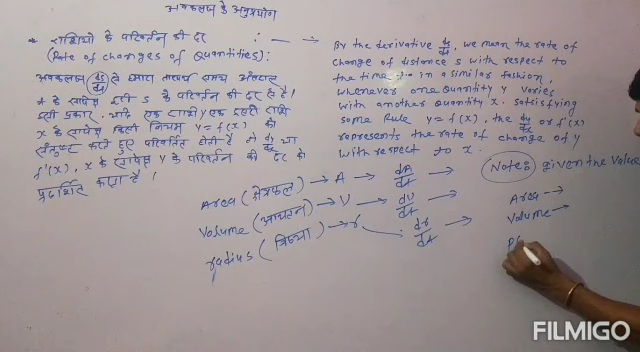 अवकलज के अनुप्रयोग
* राशियों के परिवर्तन की दर : —
(Rate of changes of Quantities):
अवकलज ds/dt से हमारा तात्पर्य समय अंतराल
t के सापेक्ष दूरी s के परिवर्तन की दर से है।
इसी प्रकार, यदि एक राशि y एक दूसरी राशि
x के सापेक्ष किसी नियम y = f(x) को
संतुष्ट करते हुए परिवर्तित होती है तो dy/dx या
f'(x), x के सापेक्ष y के परिवर्तन की दर को
प्रदर्शित करता है।
By the derivative ds/dt, we mean the rate of
change of distance s with respect to
the time t. in a similar fashion,
whenever one quantity y varies
with another quantity x. satisfying
some Rule y = f(x), the dy/dx or f'(x)
represents the rate of change of y
with respect to x.
Note: given the value
Area (क्षेत्रफल) → A → dA/dt → Area →
Volume (आयतन) → V → dV/dt → Volume →
radius (त्रिज्या) → r → dr/dt →
FILMIGO